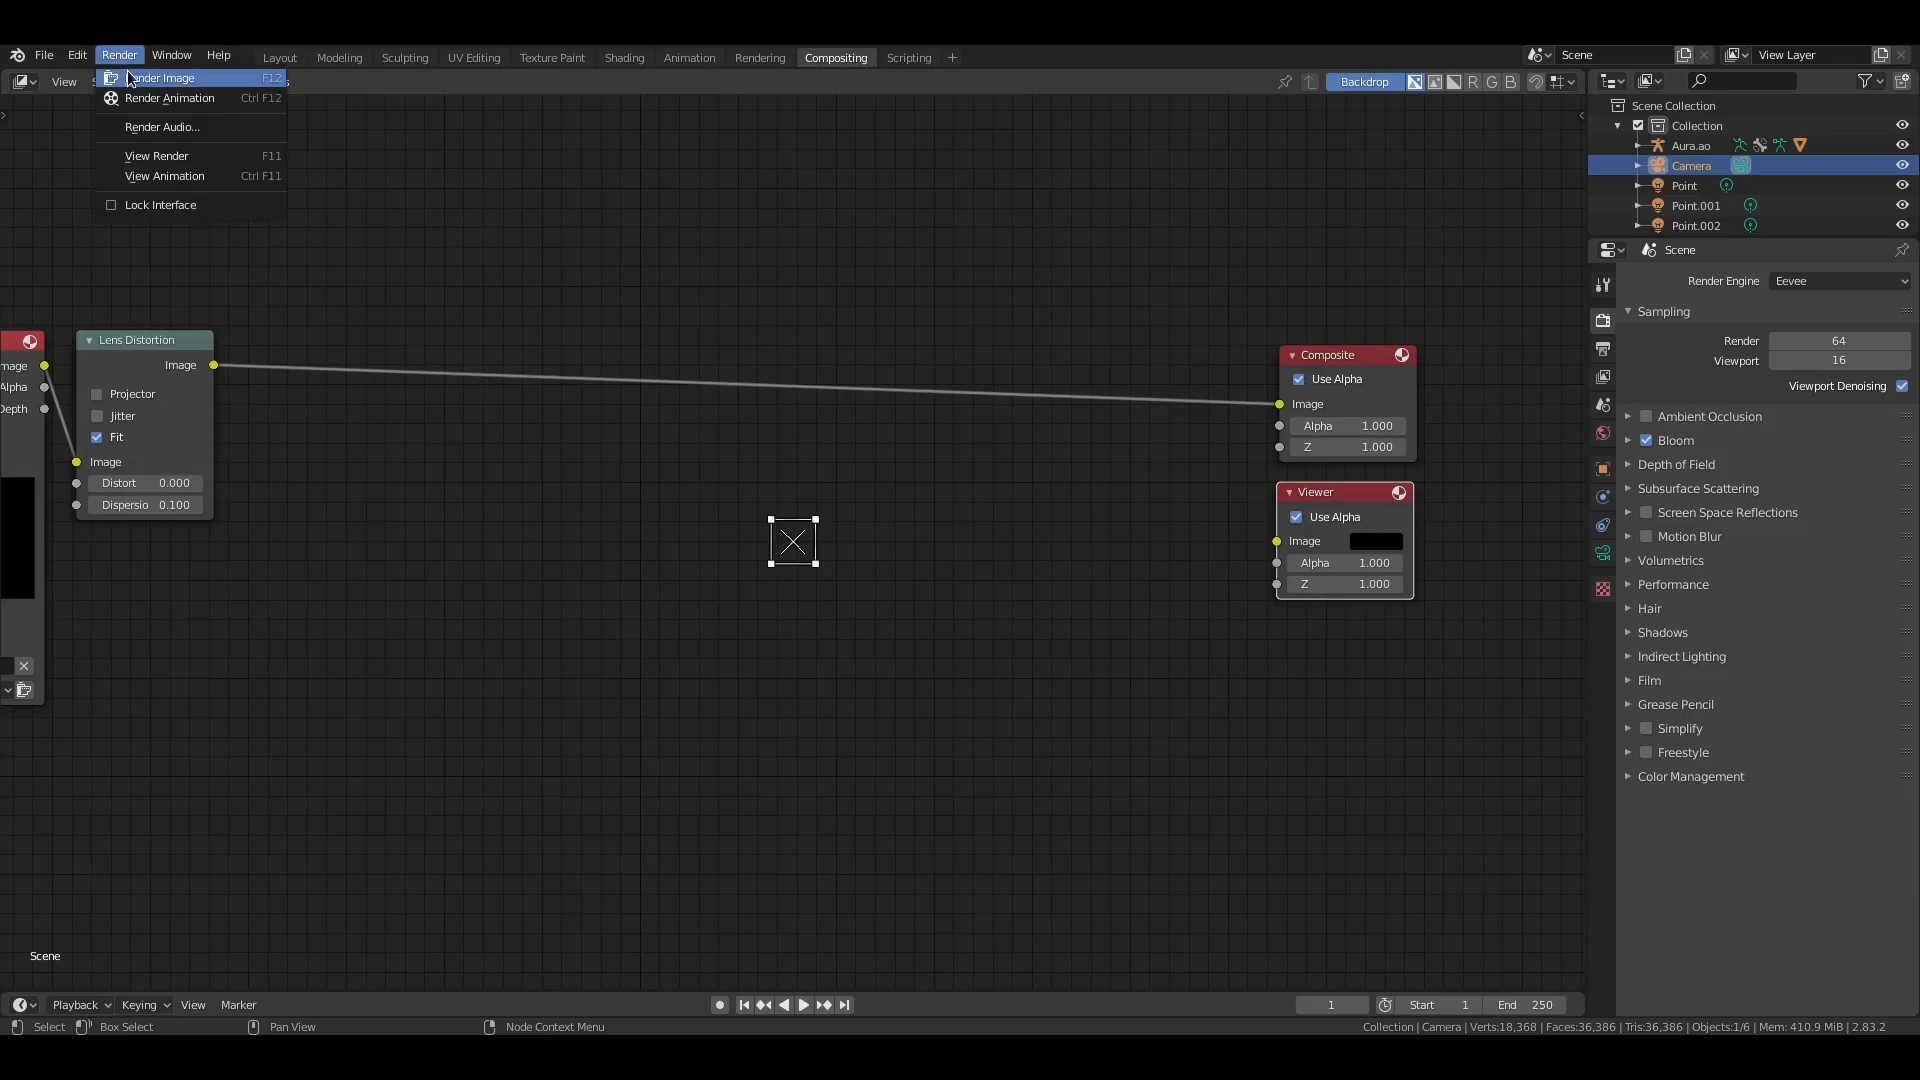 File Edit Render Window Help Layout Modeling Sculpting UV Editing Texture Paint Shading Animation Rendering Compositing Scripting + Scene View Layer
View Backdrop R G B
Render Image F12
Render Animation Ctrl F12
Render Audio...
View Render F11
View Animation Ctrl F11
Lock Interface
Scene Collection
Collection
Aura.ao
Camera
Point
Point.001
Point.002
Scene
Render Engine Eevee
Sampling
Render 64
Viewport 16
Viewport Denoising
Ambient Occlusion
Bloom
Depth of Field
Subsurface Scattering
Screen Space Reflections
Motion Blur
Volumetrics
Performance
Hair
Shadows
Indirect Lighting
Film
Grease Pencil
Simplify
Freestyle
Color Management
mage
Alpha
Depth
Lens Distortion
Image
Projector
Jitter
Fit
Image
Distort 0.000
Dispersio 0.100
Composite
Use Alpha
Image
Alpha 1.000
Z 1.000
Viewer
Use Alpha
Image
Alpha 1.000
Z 1.000
Scene
Playback Keying View Marker 1 Start 1 End 250
Select Box Select Pan View Node Context Menu Collection | Camera | Verts:18,368 | Faces:36,386 | Tris:36,386 | Objects:1/6 | Mem: 410.9 MiB | 2.83.2